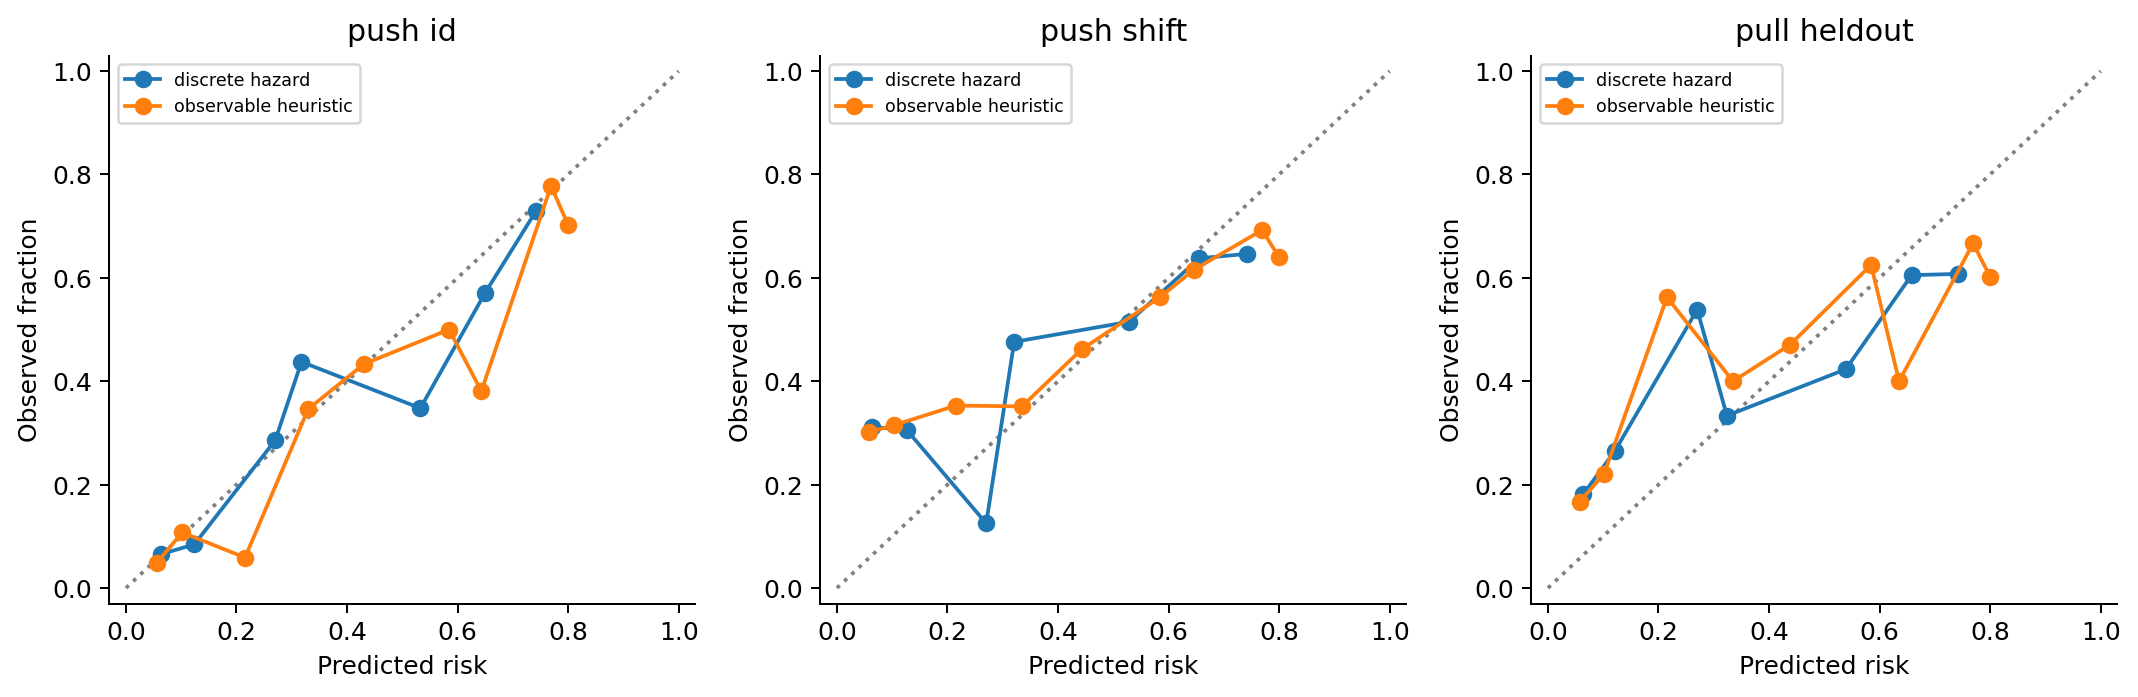 push id
discrete hazard
observable heuristic
1.0
0.8
0.6
0.4
0.2
0.0
Observed fraction
0.0 0.2 0.4 0.6 0.8 1.0
Predicted risk
push shift
discrete hazard
observable heuristic
1.0
0.8
0.6
0.4
0.2
0.0
Observed fraction
0.0 0.2 0.4 0.6 0.8 1.0
Predicted risk
pull heldout
discrete hazard
observable heuristic
1.0
0.8
0.6
0.4
0.2
0.0
Observed fraction
0.0 0.2 0.4 0.6 0.8 1.0
Predicted risk